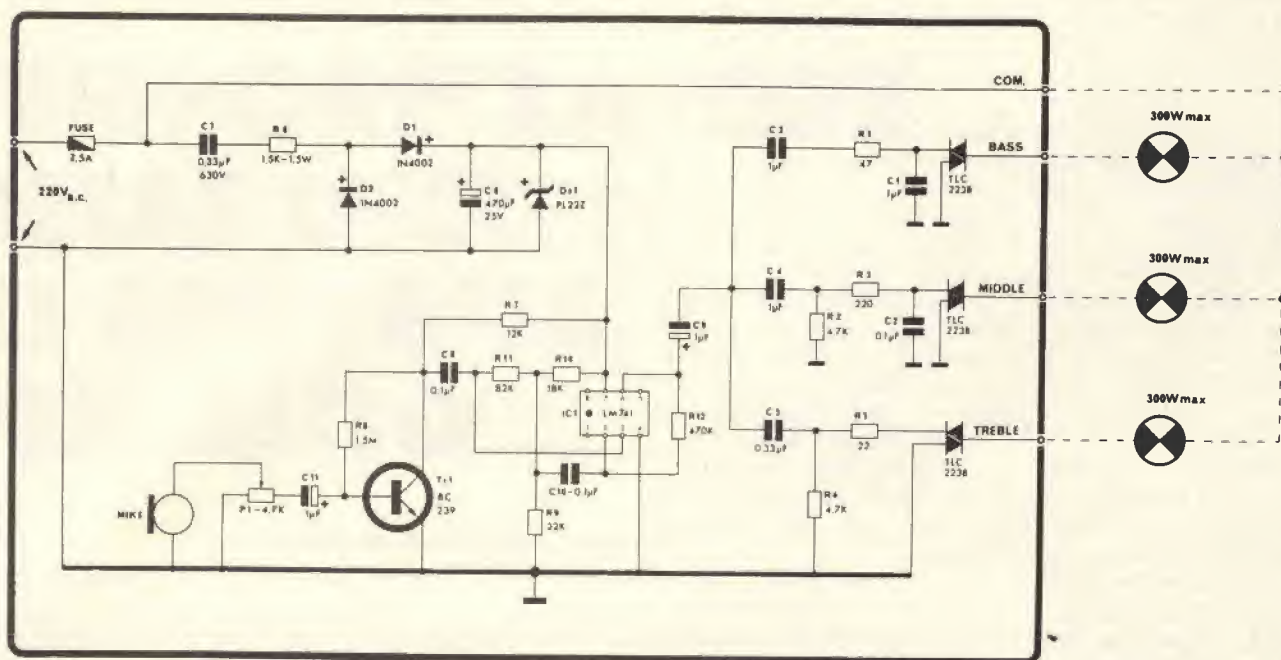 COM.
FUSE
2,5A
C7
0,33µF
630V
R6
1,5K-1,5W
D1
1N4002
D2
1N4002
C6
470µF
25V
Dz1
PL22Z
220V a.c.
C3
1µF
R1
47
C1
1µF
TLC
223B
BASS
300W max
C4
1µF
R3
220
R2
4.7K
C2
0.1µF
TLC
223B
MIDDLE
300W max
R7
12K
C8
0.1µF
R11
82K
R10
18K
IC1
LM741
C9
1µF
R12
470K
C5
0.33µF
R5
22
R4
4.7K
TLC
223B
TREBLE
300W max
R8
1.5M
MIKE
P1-4.7K
C11
1µF
Tr1
BC
239
C10-0.1µF
R9
22K